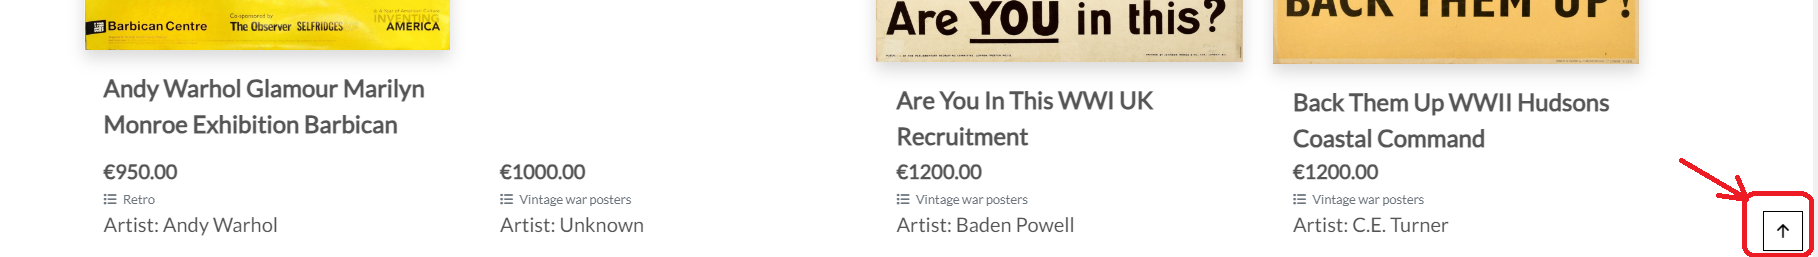 Barbican Centre
Co-sponsored by
The Observer SELFRIDGES
INVENTING
AMERICA
Are YOU in this?
BACK THEM UP!
Andy Warhol Glamour Marilyn
Monroe Exhibition Barbican
€950.00
Retro
Artist: Andy Warhol
€1000.00
Vintage war posters
Artist: Unknown
Are You In This WWI UK
Recruitment
€1200.00
Vintage war posters
Artist: Baden Powell
Back Them Up WWII Hudsons
Coastal Command
€1200.00
Vintage war posters
Artist: C.E. Turner